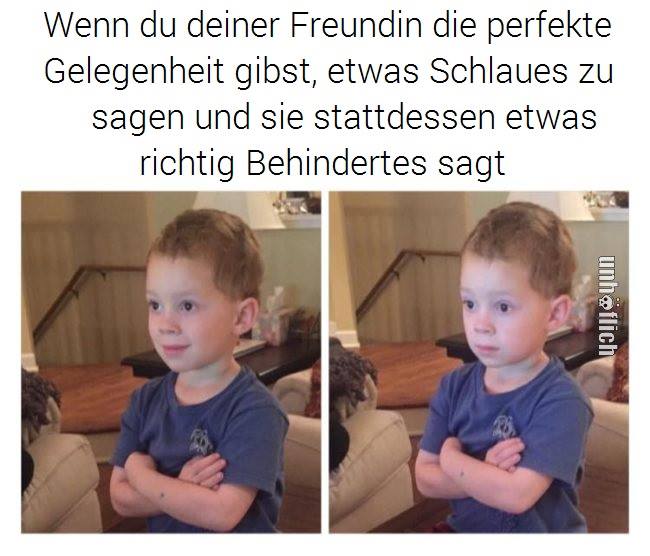 Wenn du deiner Freundin die perfekte
Gelegenheit gibst, etwas Schlaues zu
sagen und sie stattdessen etwas
richtig Behindertes sagt
unhöflich